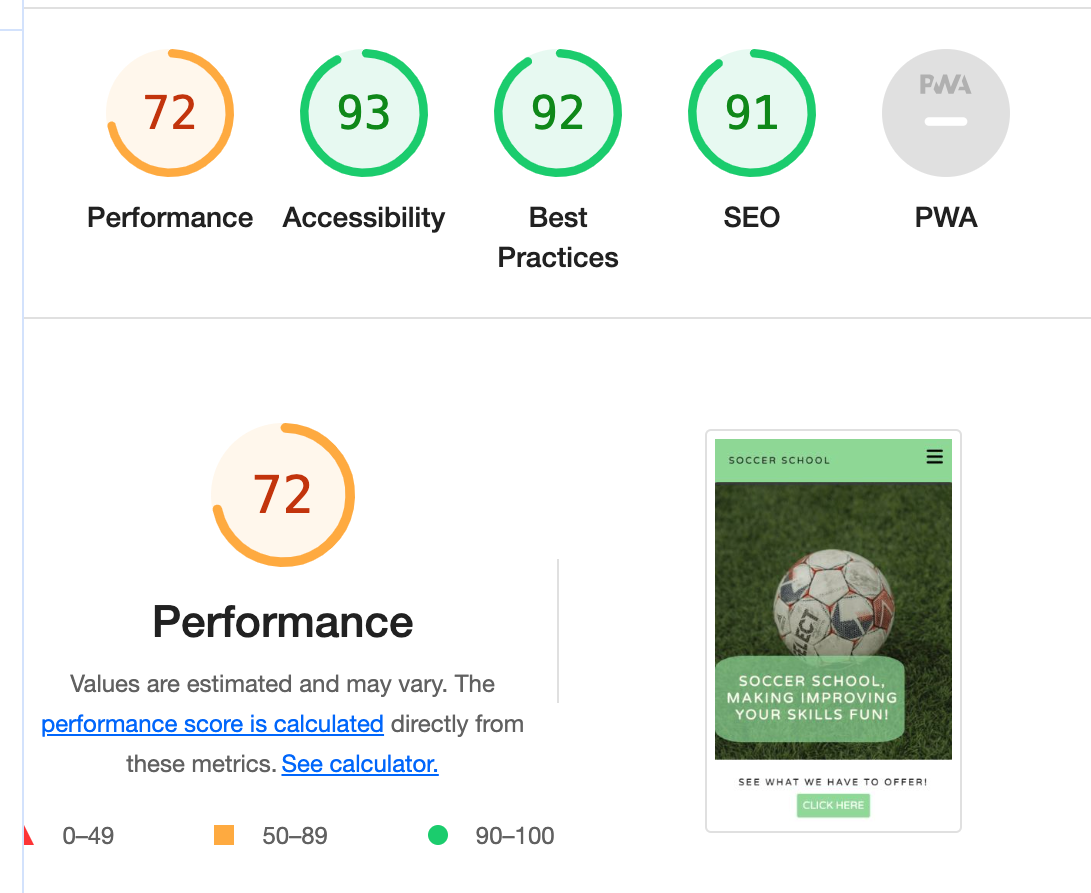 72
93
92
91
PWA
Performance
Accessibility
Best
Practices
SEO
PWA
72
Performance
Values are estimated and may vary. The
performance score is calculated directly from
these metrics. See calculator.
0–49
50–89
90–100
SOCCER SCHOOL
SELECT
SOCCER SCHOOL,
MAKING IMPROVING
YOUR SKILLS FUN!
SEE WHAT WE HAVE TO OFFER!
CLICK HERE